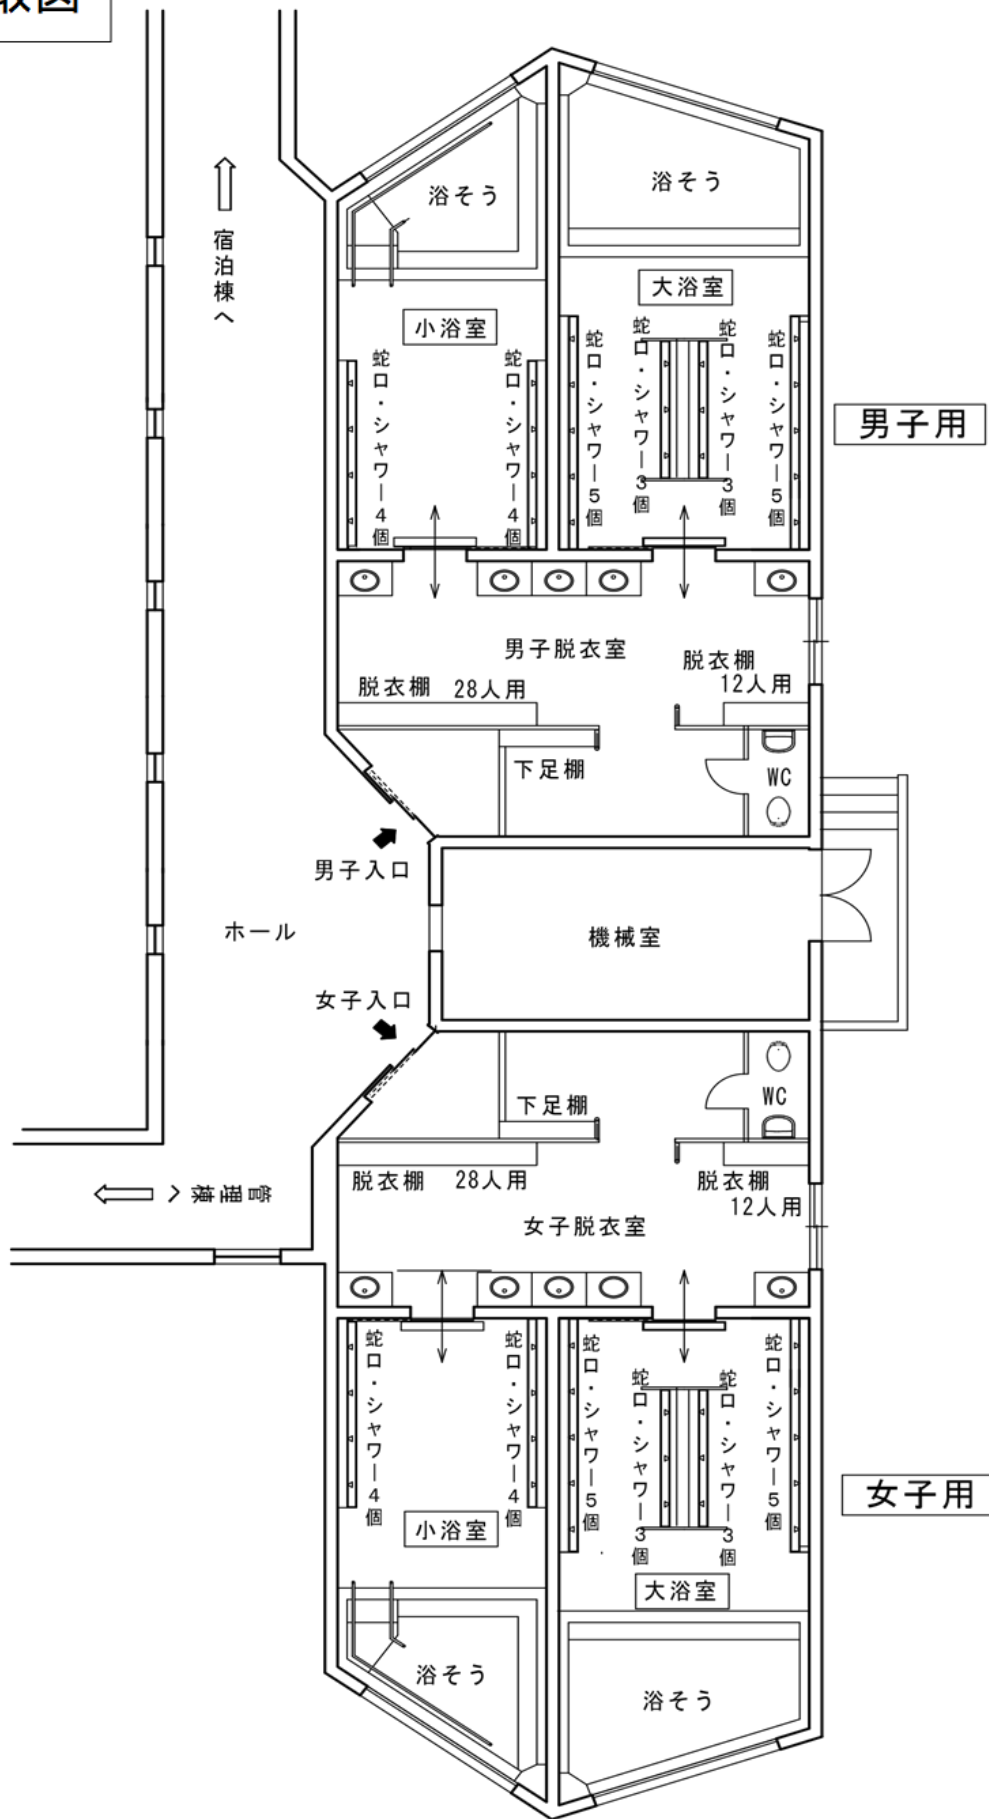 取図
浴そう
浴そう
宿泊棟へ
大浴室
小浴室
蛇口・シャワー4個
蛇口・シャワー4個
蛇口・シャワー5個
蛇口・シャワー3個
蛇口・シャワー3個
蛇口・シャワー5個
男子用
男子脱衣室
脱衣棚 28人用
脱衣棚
12人用
下足棚
WC
男子入口
ホール
機械室
女子入口
下足棚
WC
管理棟へ
脱衣棚 28人用
脱衣棚
12人用
女子脱衣室
蛇口・シャワー4個
蛇口・シャワー4個
蛇口・シャワー5個
蛇口・シャワー3個
蛇口・シャワー3個
蛇口・シャワー5個
女子用
小浴室
大浴室
浴そう
浴そう